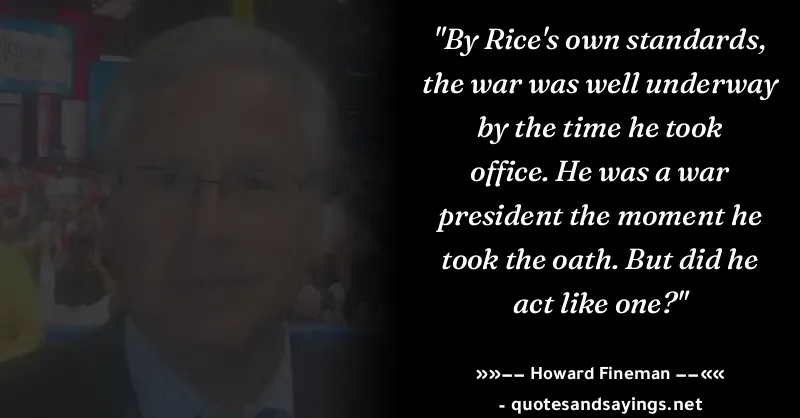 "By Rice's own standards,
the war was well underway
by the time he took
office. He was a war
president the moment he
took the oath. But did he
act like one?"
»»−− Howard Fineman −−««
- quotesandsayings.net